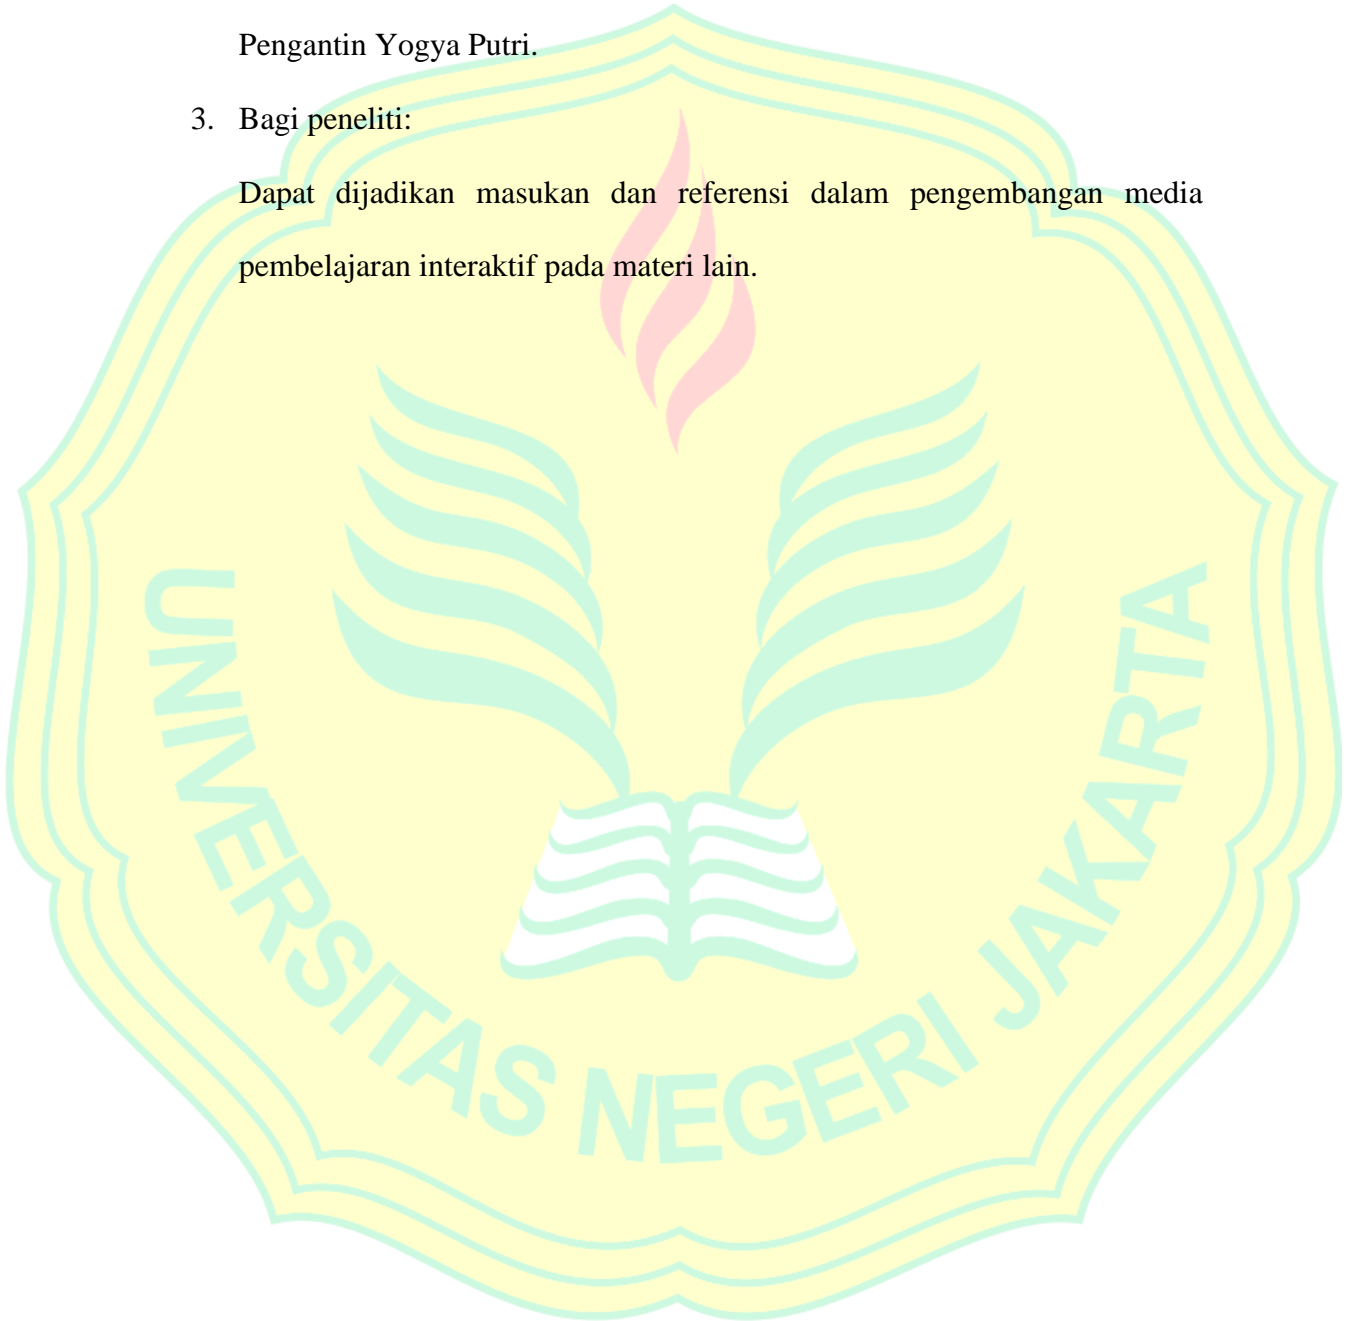 Pengantin Yogya Putri.
3. Bagi peneliti:
Dapat dijadikan masukan dan referensi dalam pengembangan media
pembelajaran interaktif pada materi lain.
UNIVERSITAS NEGERI JAKARTA